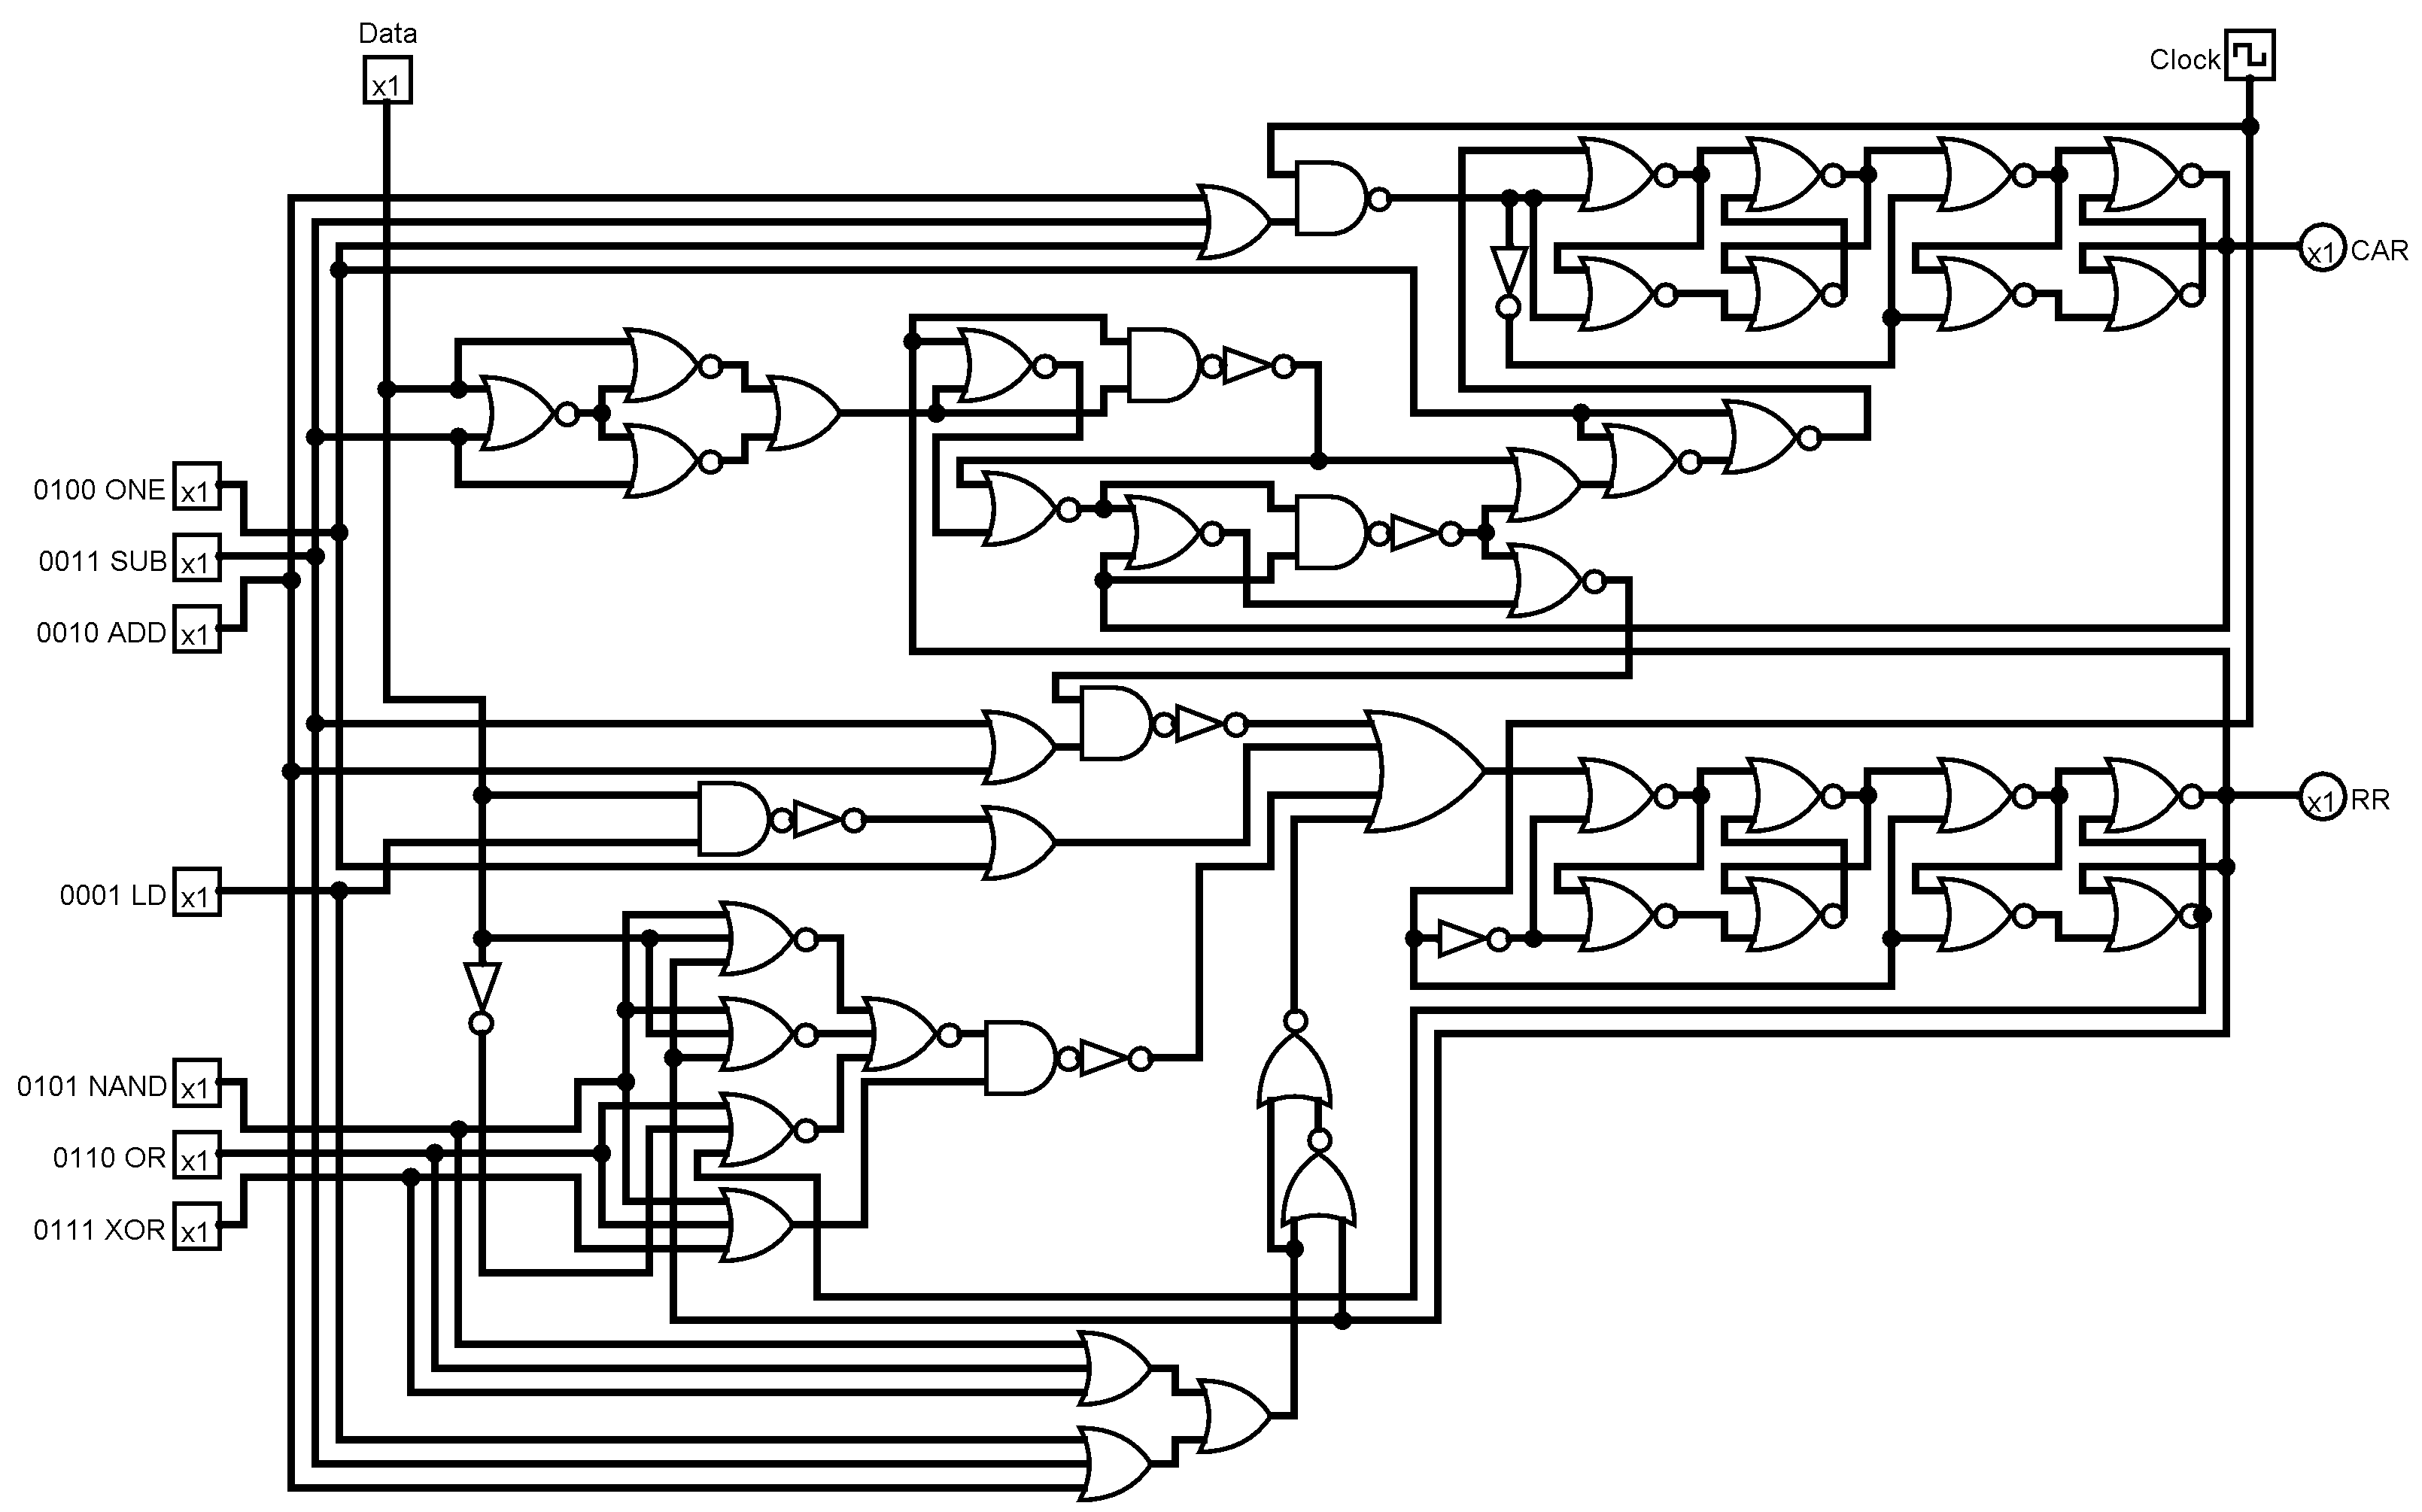 Data
x1
Clock
x1 CAR
0100 ONE x1
0011 SUB x1
0010 ADD x1
x1 RR
0001 LD x1
0101 NAND x1
0110 OR x1
0111 XOR x1